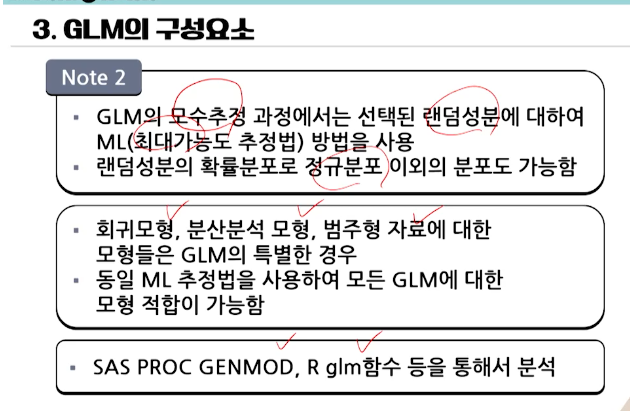 3. GLM의 구성요소
Note 2
▪ GLM의 모수추정 과정에서는 선택된 랜덤성분에 대하여
ML(최대가능도 추정법) 방법을 사용
▪ 랜덤성분의 확률분포로 정규분포 이외의 분포도 가능함
▪ 회귀모형, 분산분석 모형, 범주형 자료에 대한
모형들은 GLM의 특별한 경우
▪ 동일 ML 추정법을 사용하여 모든 GLM에 대한
모형 적합이 가능함
▪ SAS PROC GENMOD, R glm함수 등을 통해서 분석